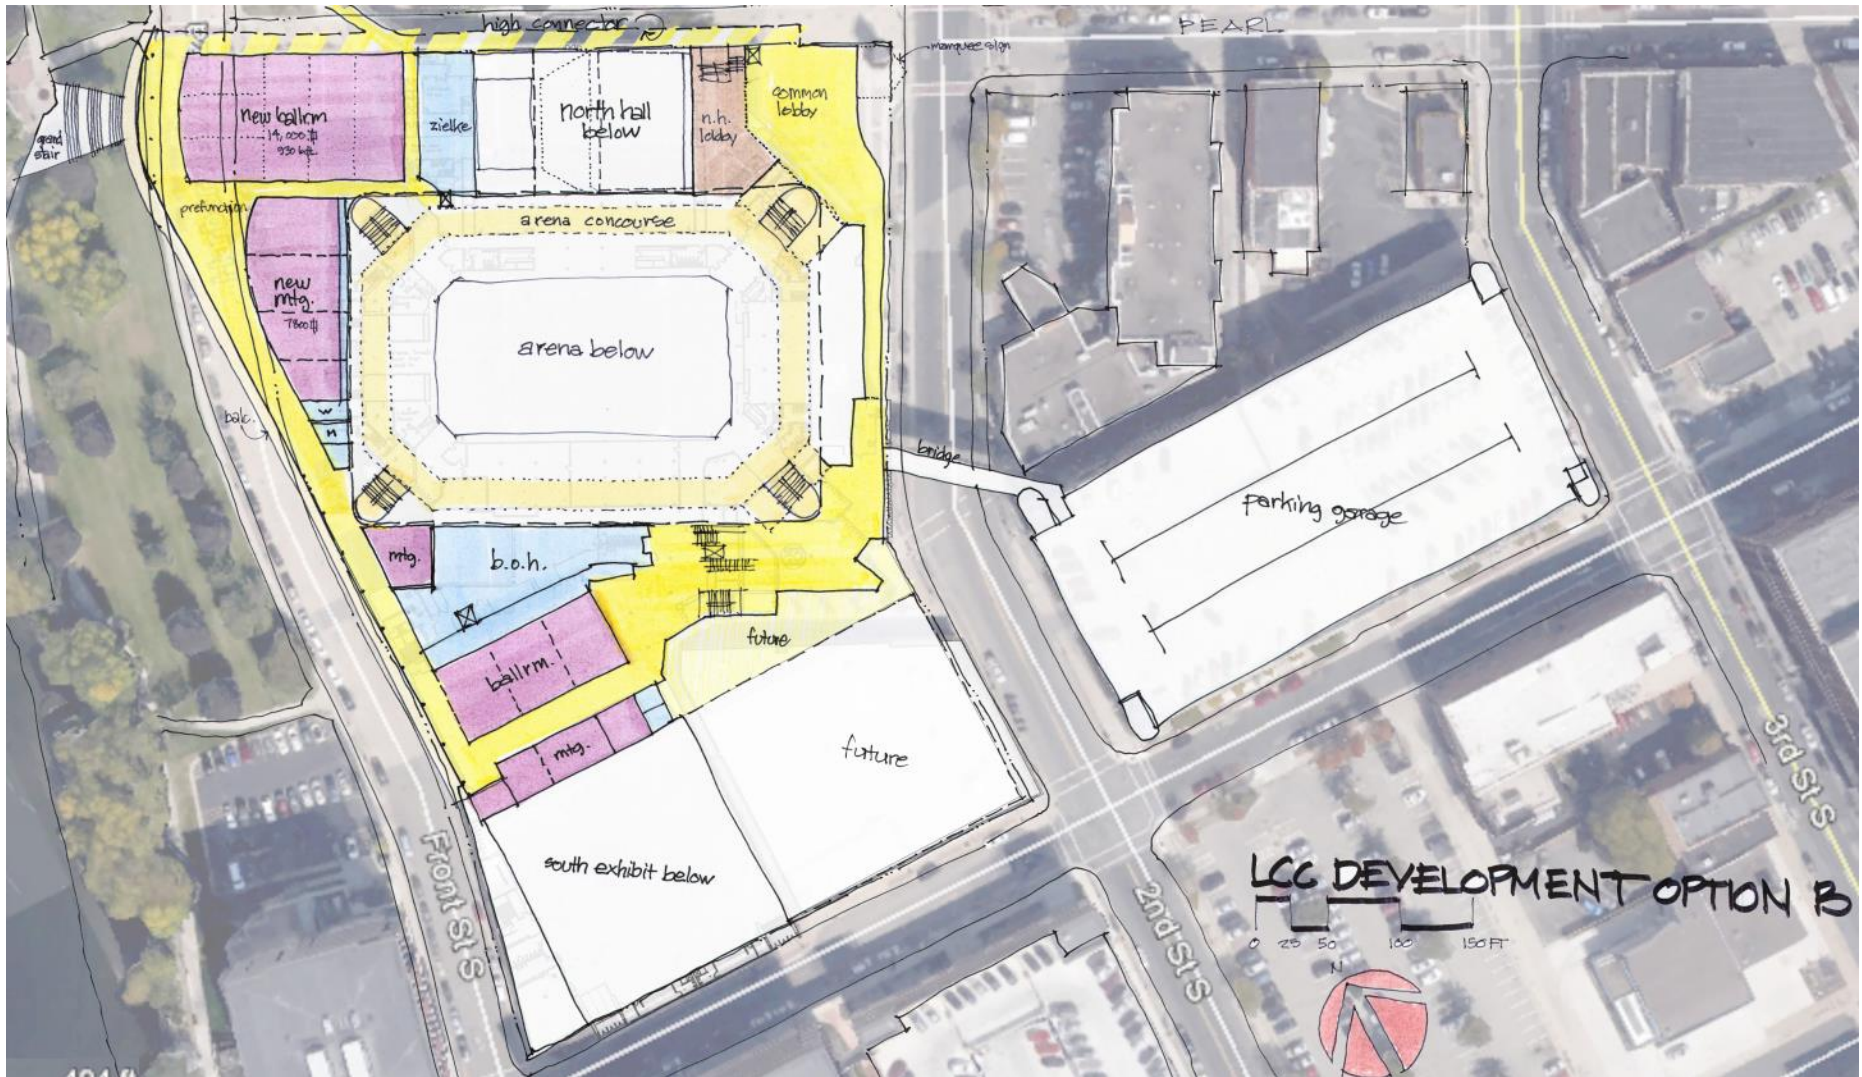 high connector
PEARL
marquee sign
grand
stair
new ballrm
14,000
930 bqt.
zielke
north hall
below
n.h.
lobby
common
lobby
prefunction
arena concourse
new
mtg.
7800
arena below
balc.
W
M
bridge
parking garage
mtg.
b.o.h.
ballrm.
future
mtg.
future
south exhibit below
Front St S
2nd St S
3rd St S
LCC DEVELOPMENT OPTION B
0 25 50 100 150 FT
N